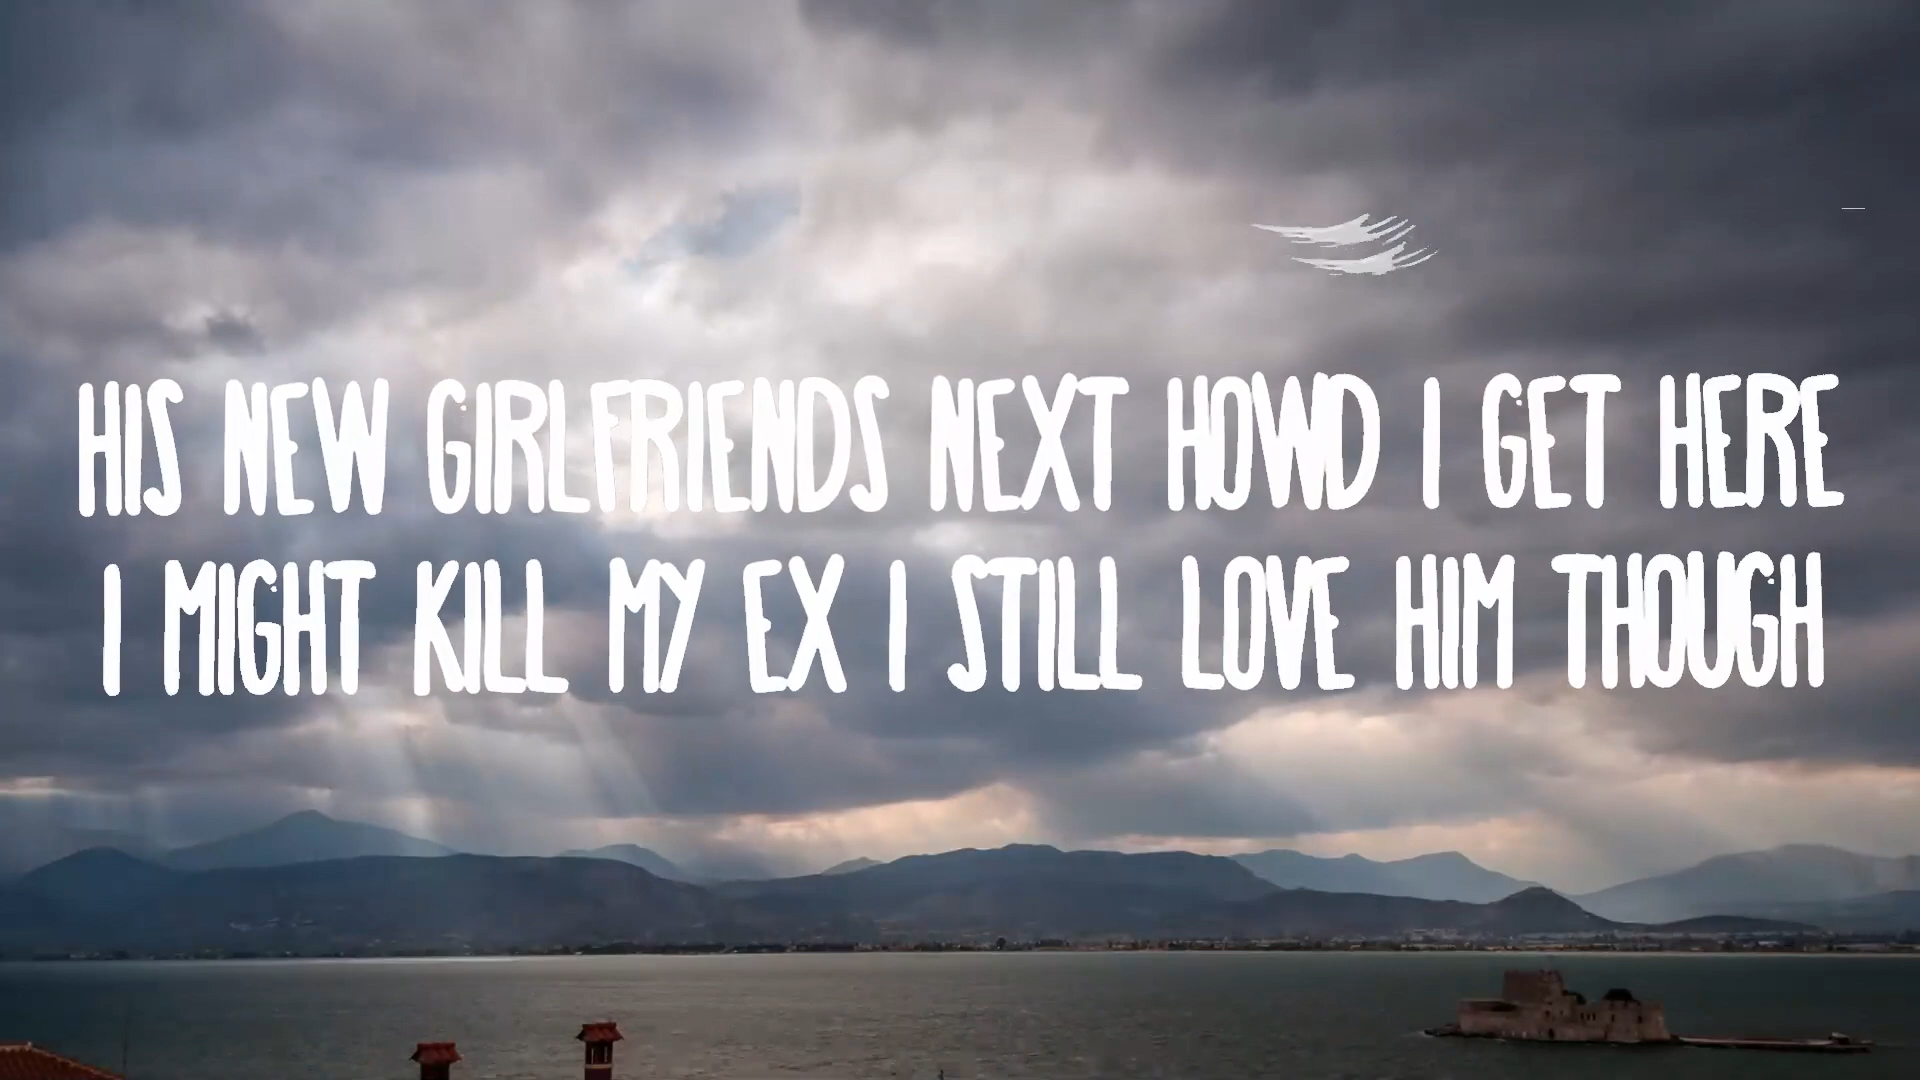 HIS NEW GIRLFRIENDS NEXT HOWD I GET HERE
I MIGHT KILL MY EX I STILL LOVE HIM THOUGH